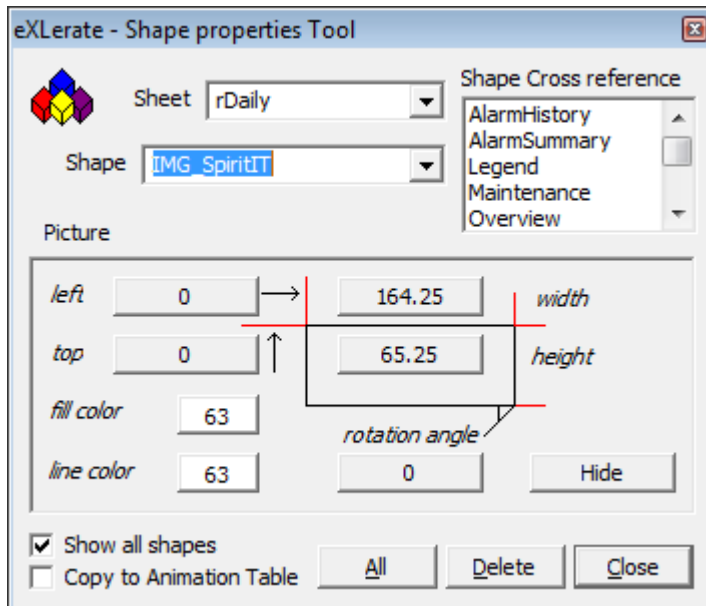 eXLerate - Shape properties Tool
Sheet
rDaily
Shape
IMG_SpiritIT
Shape Cross reference
AlarmHistory
AlarmSummary
Legend
Maintenance
Overview
Picture
left
0
164.25
width
top
0
65.25
height
fill color
63
rotation angle
line color
63
0
Hide
Show all shapes
Copy to Animation Table
All
Delete
Close